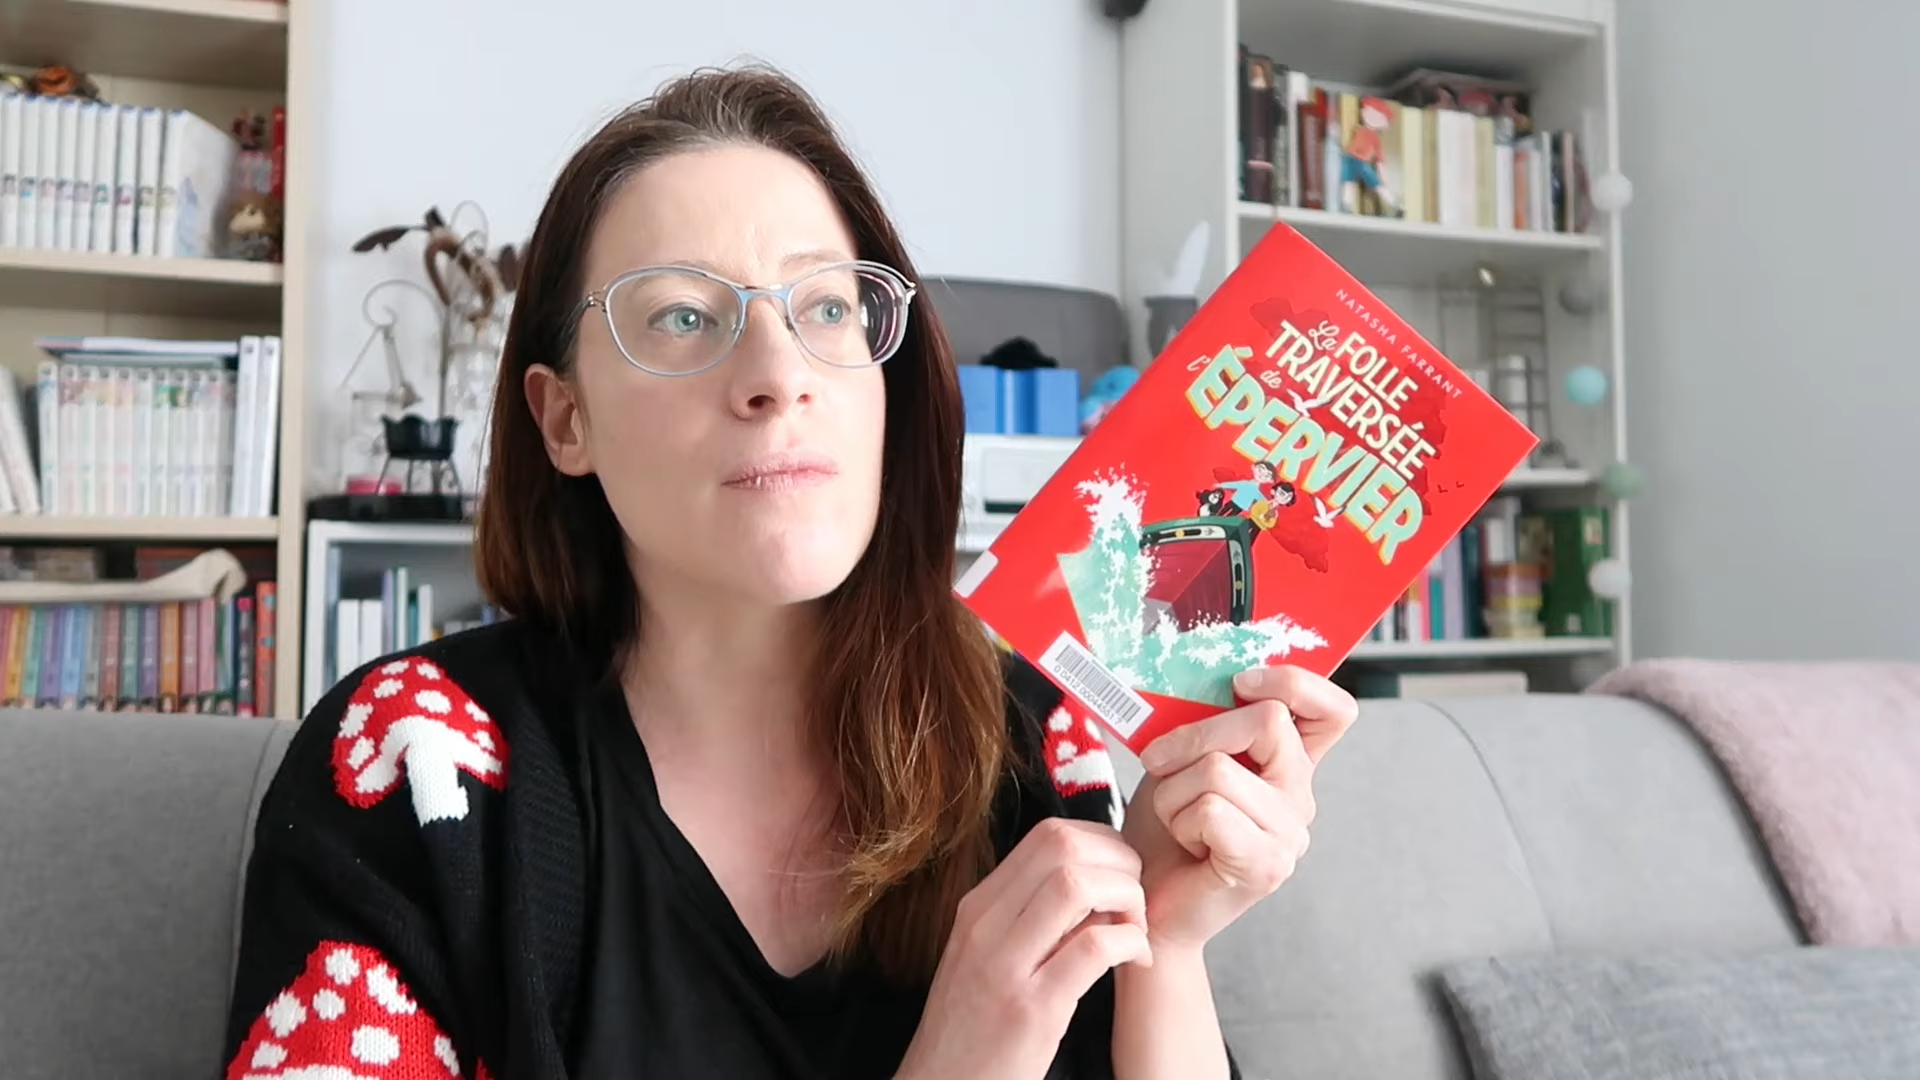 NATASHA FARRANT
La FOLLE
TRAVERSÉE
de
l'ÉPERVIER